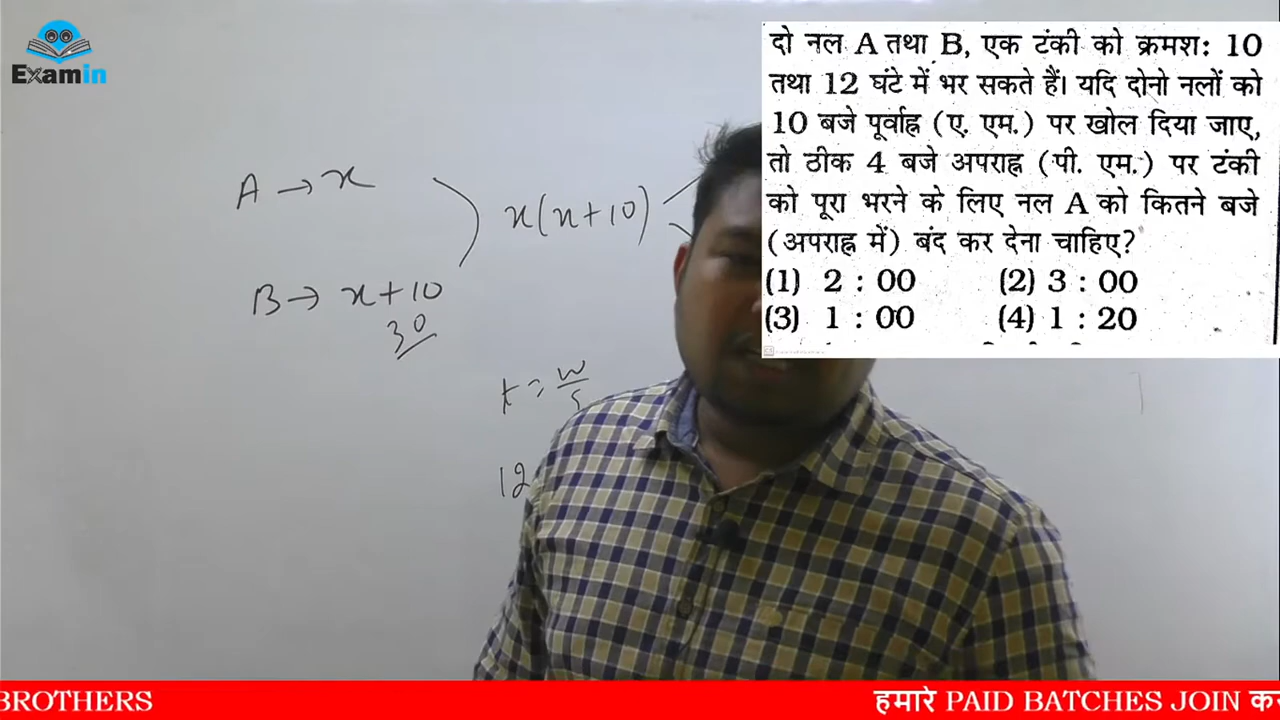 Examin
दो नल A तथा B, एक टंकी को क्रमश: 10
तथा 12 घंटे में भर सकते हैं। यदि दोनो नलों को
10 बजे पूर्वाह्न (ए. एम.) पर खोल दिया जाए,
तो ठीक 4 बजे अपराह्न (पी. एम.) पर टंकी
को पूरा भरने के लिए नल A को कितने बजे
(अपराह्न में) बंद कर देना चाहिए?
(1) 2 : 00 (2) 3 : 00
(3) 1 : 00 (4) 1 : 20
A → x
x(x+10)
B → x+10
30
t = w/s
12
BROTHERS हमारे PAID BATCHES JOIN